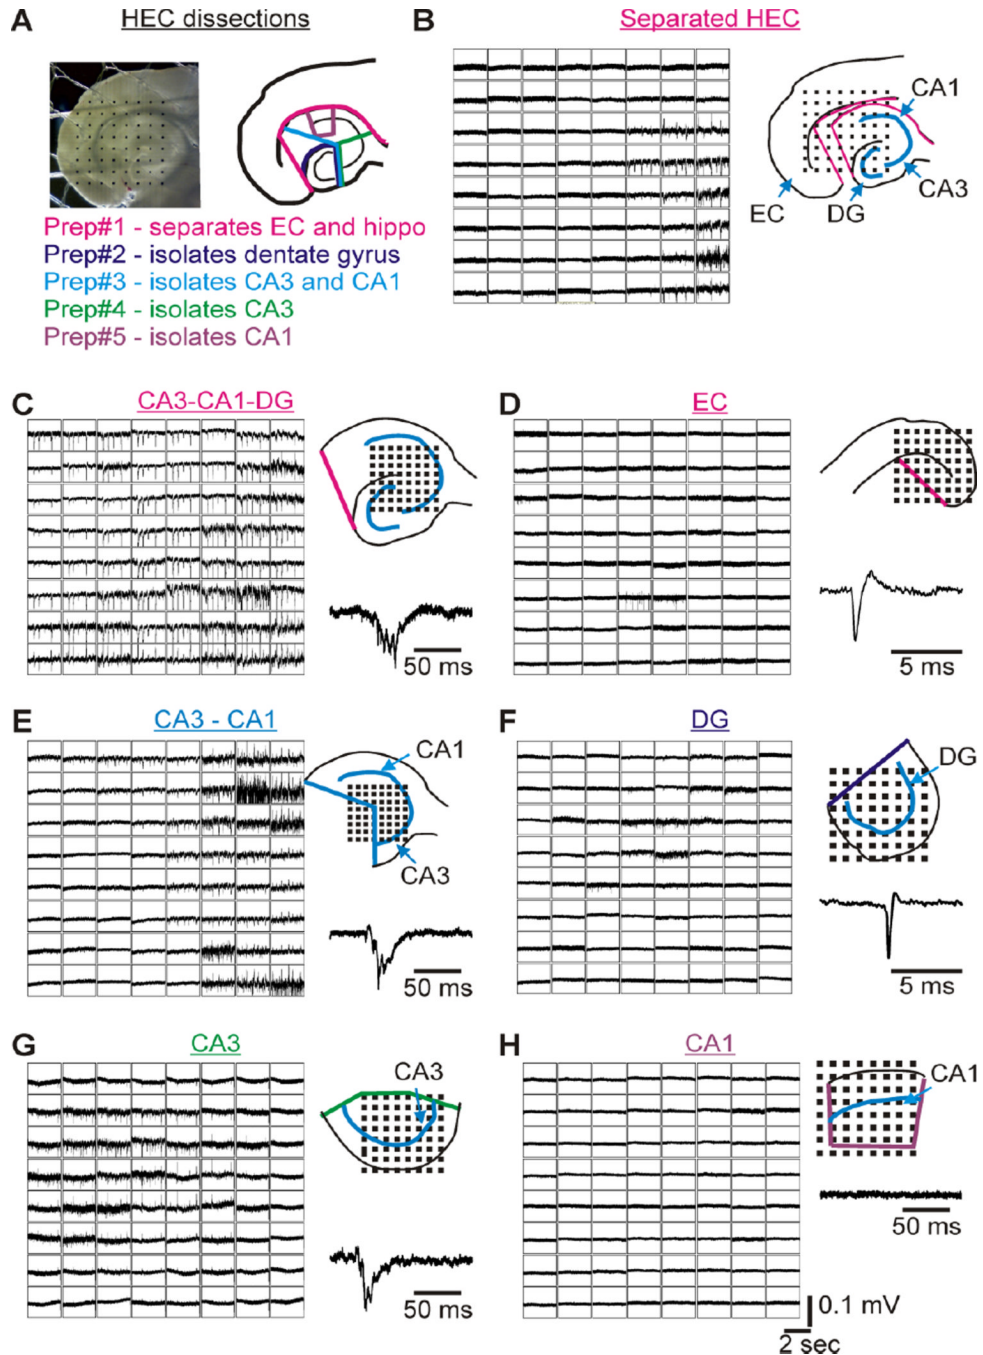 A HEC dissections
Prep#1 - separates EC and hippo
Prep#2 - isolates dentate gyrus
Prep#3 - isolates CA3 and CA1
Prep#4 - isolates CA3
Prep#5 - isolates CA1
B Separated HEC
CA1
CA3
EC
DG
C CA3-CA1-DG
50 ms
D EC
5 ms
E CA3 - CA1
CA1
CA3
50 ms
F DG
DG
5 ms
G CA3
CA3
50 ms
H CA1
CA1
50 ms
0.1 mV
2 sec